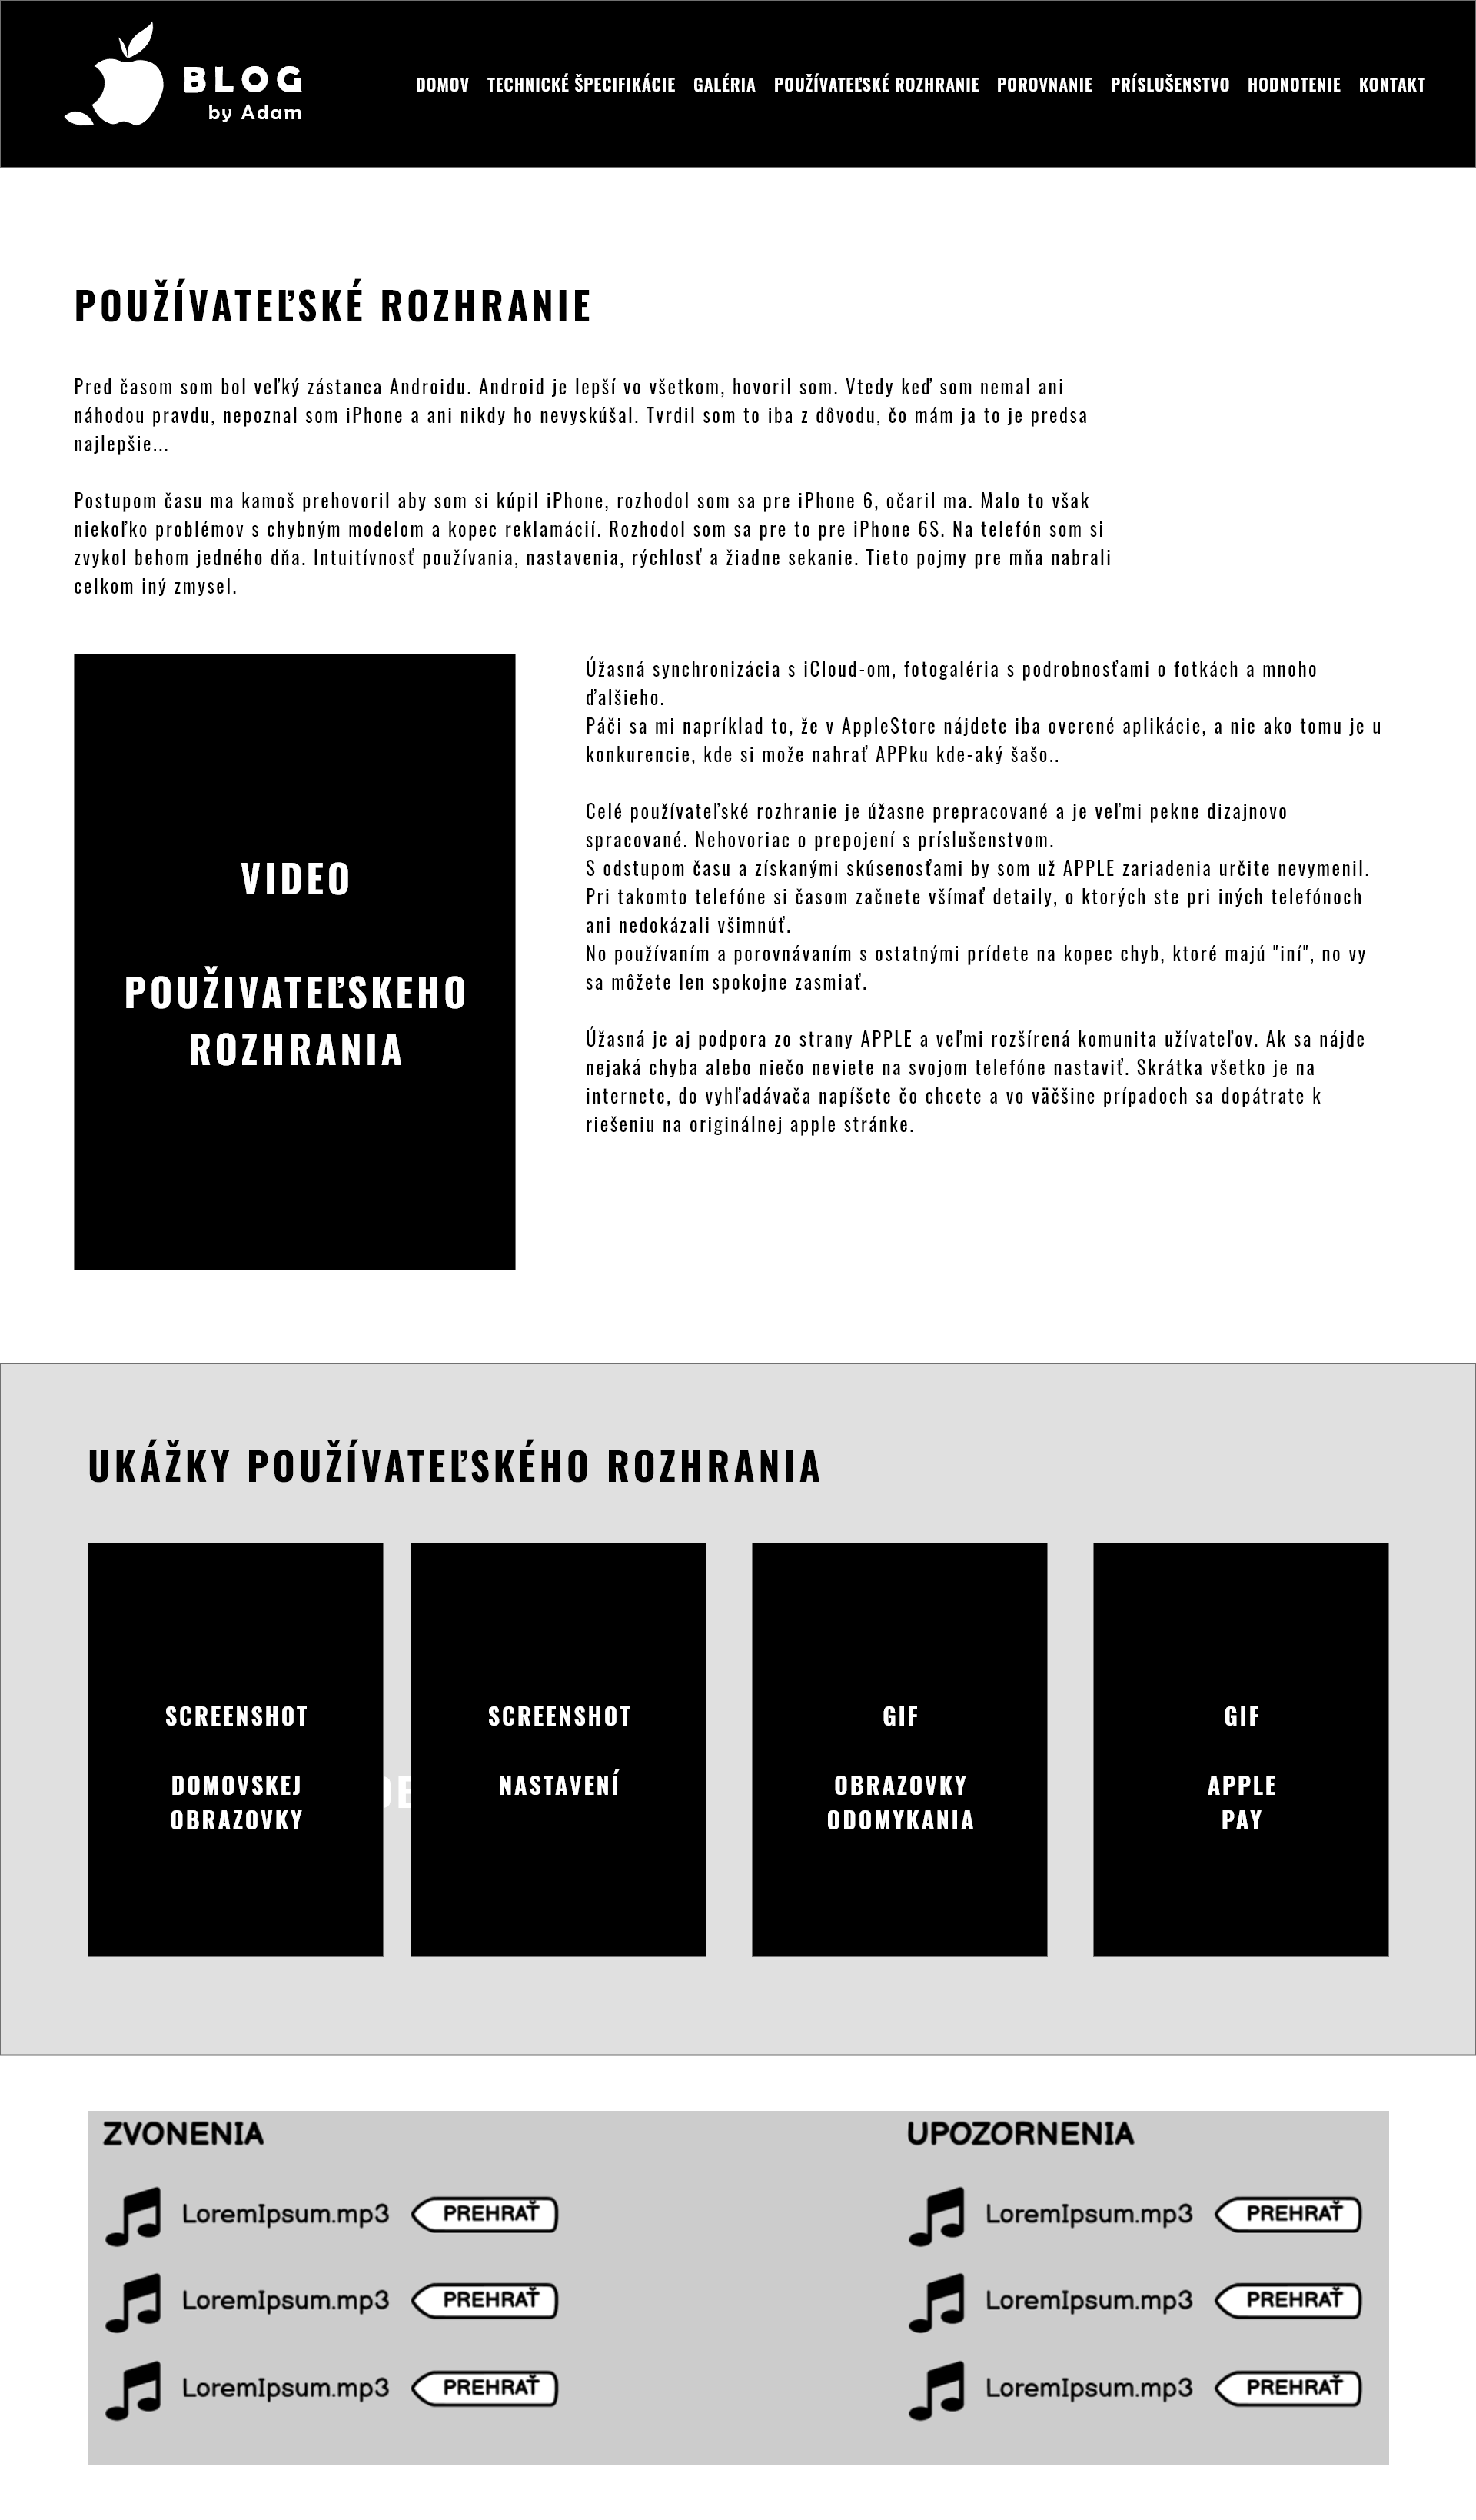 BLOG
by Adam
DOMOV TECHNICKÉ ŠPECIFIKÁCIE GALÉRIA POUŽÍVATEĽSKÉ ROZHRANIE POROVNANIE PRÍSLUŠENSTVO HODNOTENIE KONTAKT
POUŽÍVATEĽSKÉ ROZHRANIE
Pred časom som bol veľký zástanca Androidu. Android je lepší vo všetkom, hovoril som. Vtedy keď som nemal ani
náhodou pravdu, nepoznal som iPhone a ani nikdy ho nevyskúšal. Tvrdil som to iba z dôvodu, čo mám ja to je predsa
najlepšie...
Postupom času ma kamoš prehovoril aby som si kúpil iPhone, rozhodol som sa pre iPhone 6, očaril ma. Malo to však
niekoľko problémov s chybným modelom a kopec reklamácií. Rozhodol som sa pre to pre iPhone 6S. Na telefón som si
zvykol behom jedného dňa. Intuitívnosť používania, nastavenia, rýchlosť a žiadne sekanie. Tieto pojmy pre mňa nabrali
celkom iný zmysel.
VIDEO
POUŽIVATEĽSKEHO
ROZHRANIA
Úžasná synchronizácia s iCloud-om, fotogaléria s podrobnosťami o fotkách a mnoho
ďalšieho.
Páči sa mi napríklad to, že v AppleStore nájdete iba overené aplikácie, a nie ako tomu je u
konkurencie, kde si može nahrať APPku kde-aký šašo..
Celé používateľské rozhranie je úžasne prepracované a je veľmi pekne dizajnovo
spracované. Nehovoriac o prepojení s príslušenstvom.
S odstupom času a získanými skúsenosťami by som už APPLE zariadenia určite nevymenil.
Pri takomto telefóne si časom začnete všímať detaily, o ktorých ste pri iných telefónoch
ani nedokázali všimnúť.
No používaním a porovnávaním s ostatnými prídete na kopec chyb, ktoré majú "iní", no vy
sa môžete len spokojne zasmiať.
Úžasná je aj podpora zo strany APPLE a veľmi rozšírená komunita užívateľov. Ak sa nájde
nejaká chyba alebo niečo neviete na svojom telefóne nastaviť. Skrátka všetko je na
internete, do vyhľadávača napíšete čo chcete a vo väčšine prípadoch sa dopátrate k
riešeniu na originálnej apple stránke.
UKÁŽKY POUŽÍVATEĽSKÉHO ROZHRANIA
SCREENSHOT
DOMOVSKEJ
OBRAZOVKY
SCREENSHOT
NASTAVENÍ
GIF
OBRAZOVKY
ODOMYKANIA
GIF
APPLE
PAY
ZVONENIA
LoremIpsum.mp3 PREHRAŤ
LoremIpsum.mp3 PREHRAŤ
LoremIpsum.mp3 PREHRAŤ
UPOZORNENIA
LoremIpsum.mp3 PREHRAŤ
LoremIpsum.mp3 PREHRAŤ
LoremIpsum.mp3 PREHRAŤ